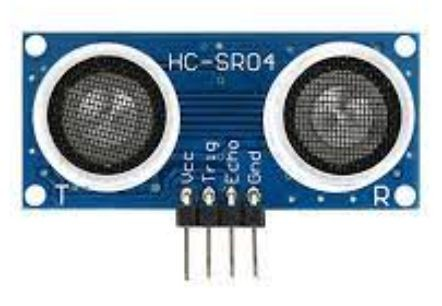 HC-SR04
Vcc
Trig
Echo
Gnd
T
R